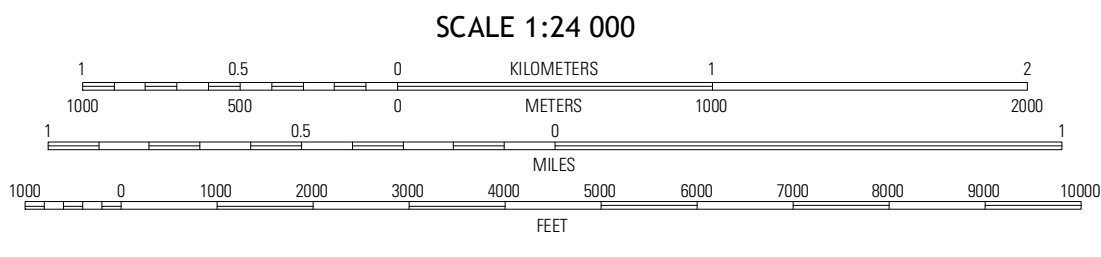 SCALE 1:24 000
1 0.5 0 KILOMETERS 1 2
1000 500 0 METERS 1000 2000
1 0.5 0 1
MILES
1000 0 1000 2000 3000 4000 5000 6000 7000 8000 9000 10000
FEET